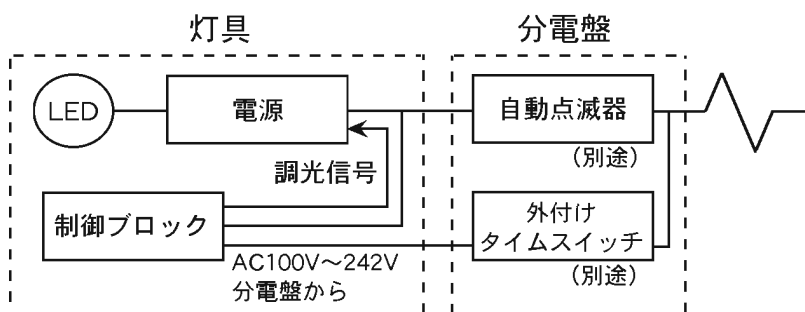 灯具
分電盤
LED
電源
自動点滅器
(別途)
調光信号
制御ブロック
外付け
タイムスイッチ
(別途)
AC100V～242V
分電盤から